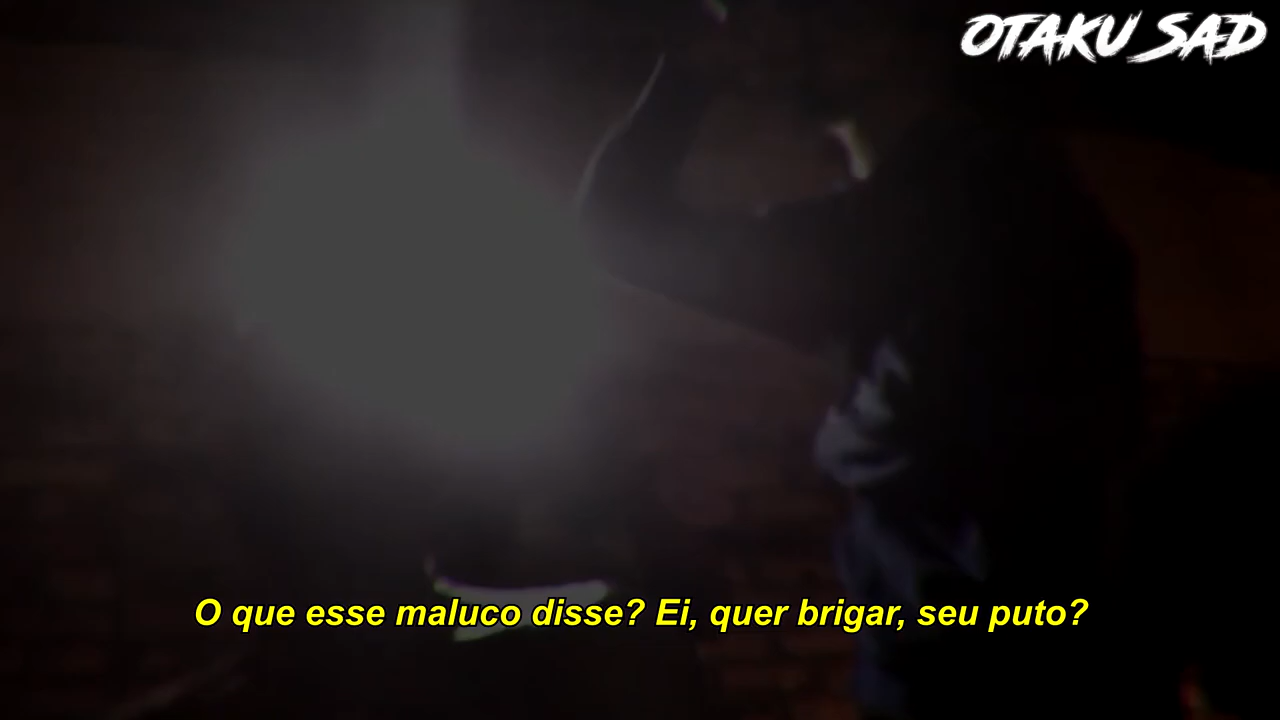 OTAKU SAD
O que esse maluco disse? Ei, quer brigar, seu puto?